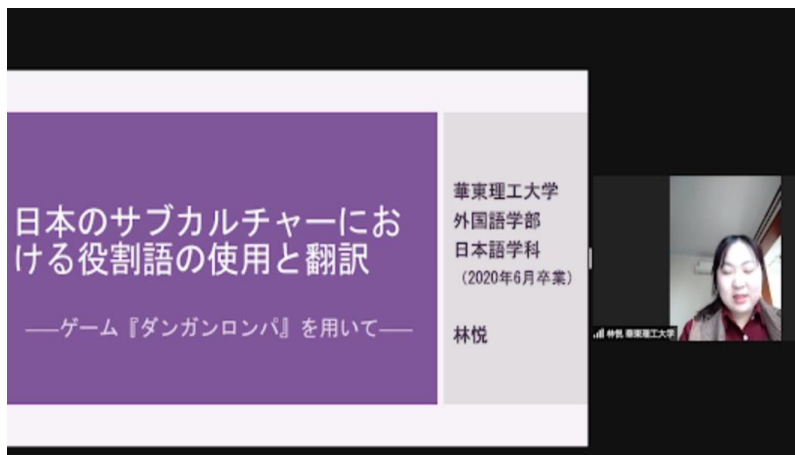 日本のサブカルチャーにお
ける役割語の使用と翻訳
――ゲーム『ダンガンロンパ』を用いて――
華東理工大学
外国語学部
日本語学科
（2020年6月卒業）
林悦
林悦 華東理工大学